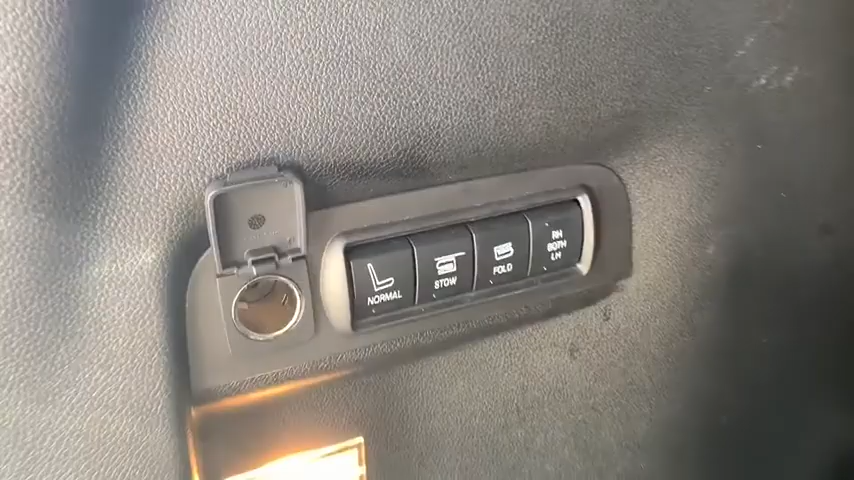 NORMAL
STOW
FOLD
RH
BOTH
LH